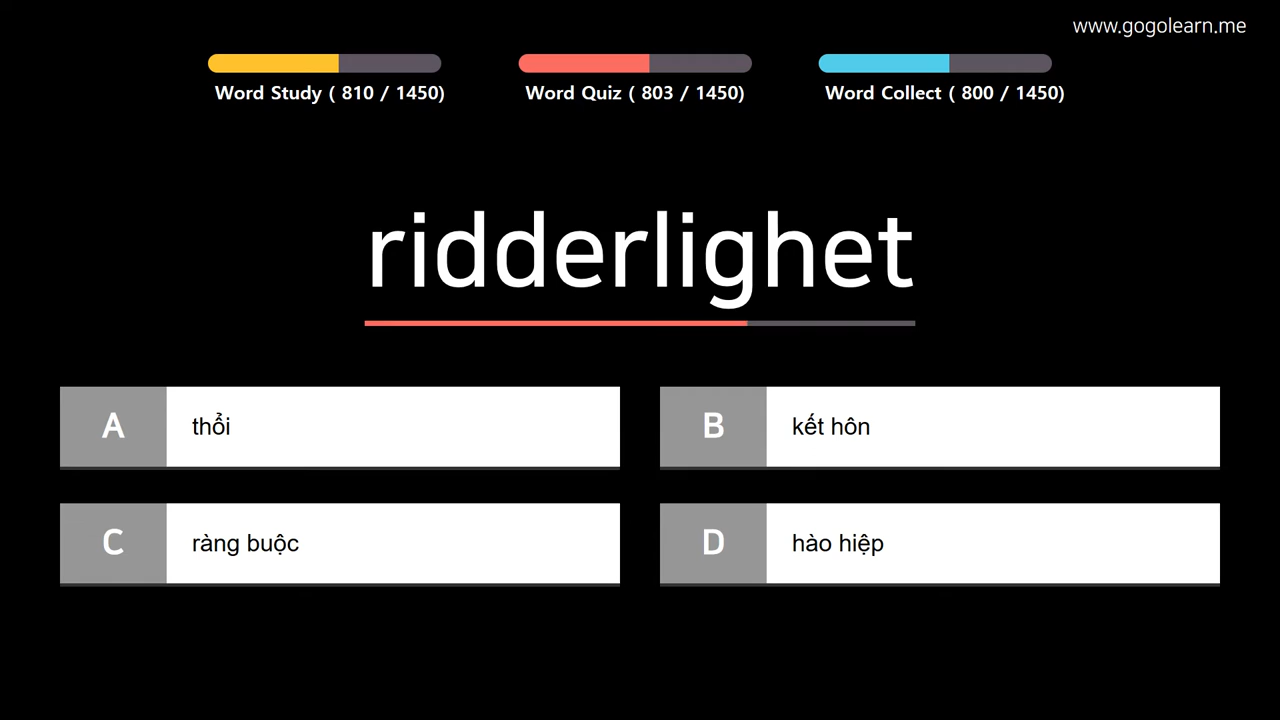 www.gogolearn.me
Word Study ( 810 / 1450)
Word Quiz ( 803 / 1450)
Word Collect ( 800 / 1450)
ridderlighet
A thổi
B kết hôn
C ràng buộc
D hào hiệp